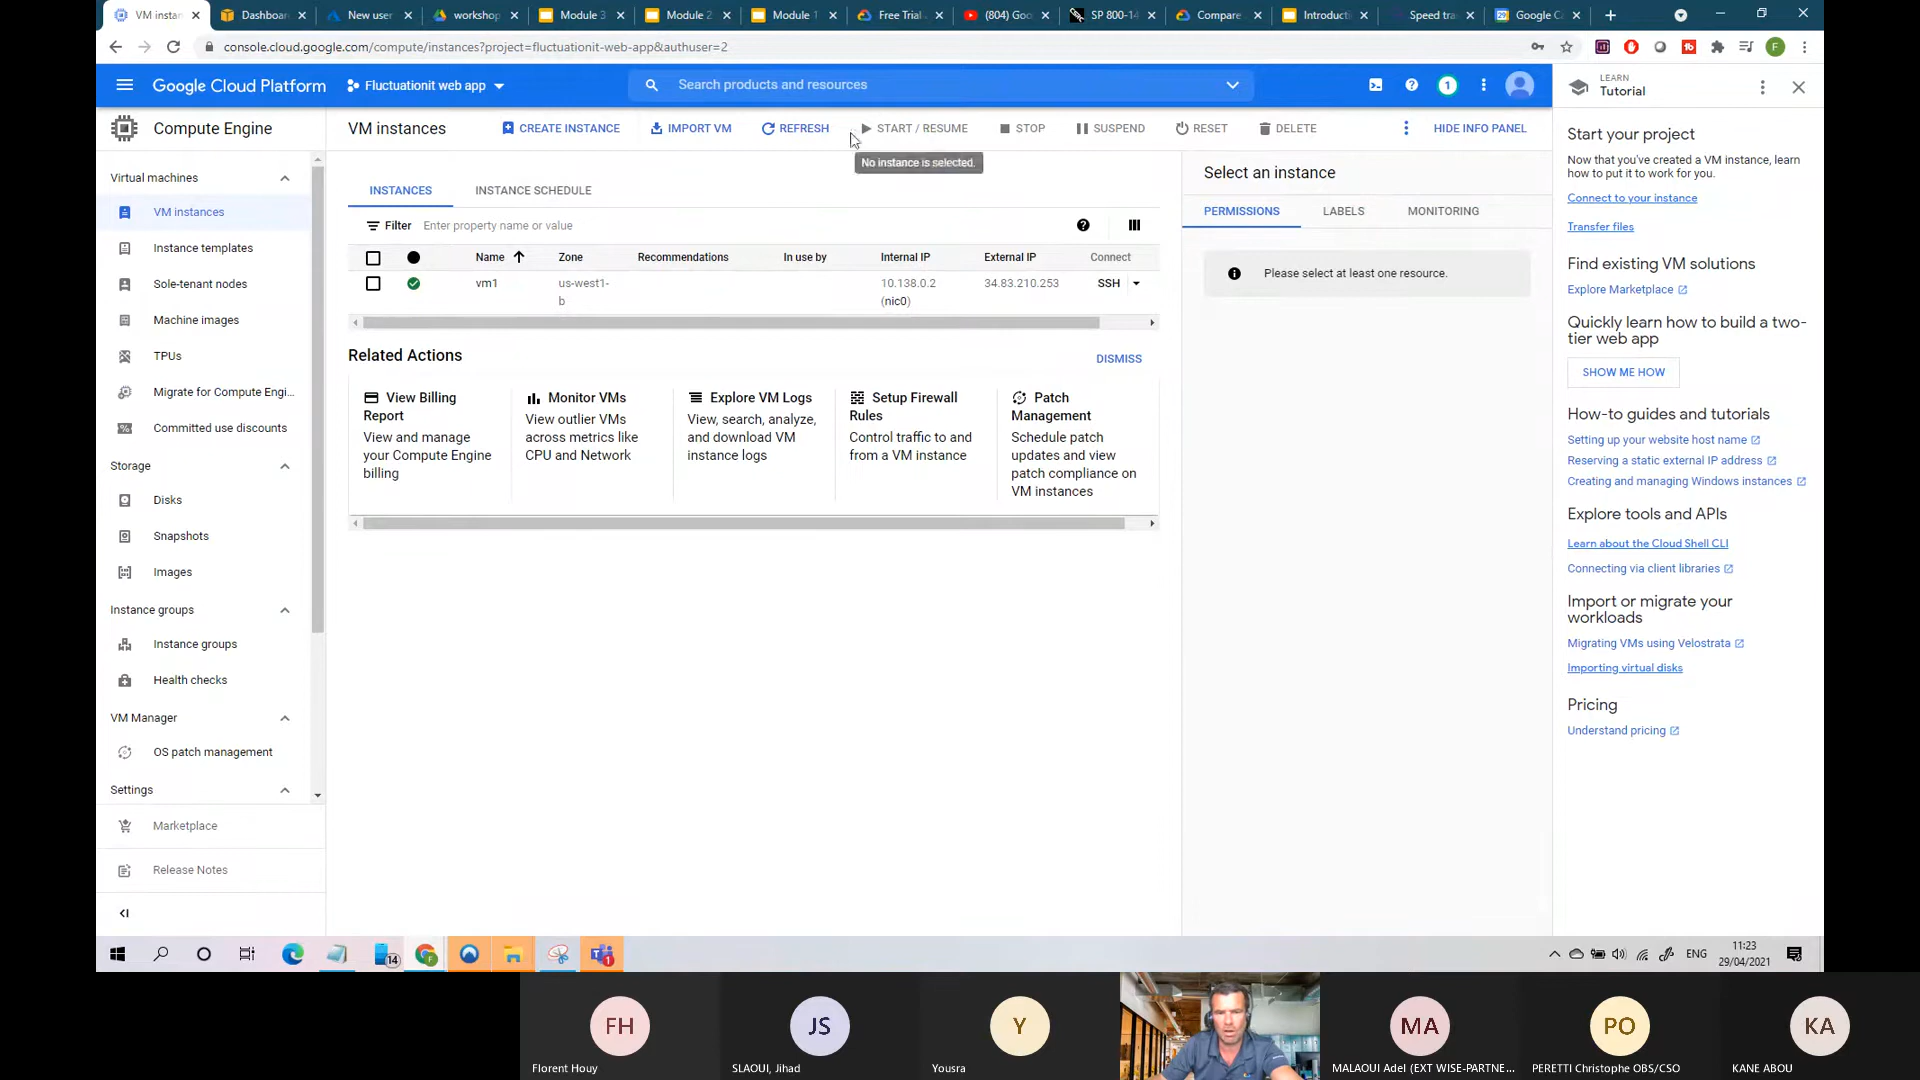 VM instanc
Dashboar
New user
workshop
Module 3
Module 2
Module 1
Free Trial
(804) Goo
SP 800-14
Compare
Introducti
Speed tra
Google C
console.cloud.google.com/compute/instances?project=fluctuationit-web-app&authuser=2
F
Google Cloud Platform
Fluctuationit web app
Search products and resources
1
LEARN
Tutorial
Compute Engine
VM instances
CREATE INSTANCE
IMPORT VM
REFRESH
START / RESUME
STOP
SUSPEND
RESET
DELETE
HIDE INFO PANEL
No instance is selected.
Virtual machines
VM instances
Instance templates
Sole-tenant nodes
Machine images
TPUs
Migrate for Compute Engi...
Committed use discounts
Storage
Disks
Snapshots
Images
Instance groups
Instance groups
Health checks
VM Manager
OS patch management
Settings
Marketplace
Release Notes
INSTANCES
INSTANCE SCHEDULE
Filter
Enter property name or value
Name
Zone
Recommendations
In use by
Internal IP
External IP
Connect
vm1
us-west1-
b
10.138.0.2
(nic0)
34.83.210.253
SSH
Related Actions
DISMISS
View Billing
Report
View and manage
your Compute Engine
billing
Monitor VMs
View outlier VMs
across metrics like
CPU and Network
Explore VM Logs
View, search, analyze,
and download VM
instance logs
Setup Firewall
Rules
Control traffic to and
from a VM instance
Patch
Management
Schedule patch
updates and view
patch compliance on
VM instances
Select an instance
PERMISSIONS
LABELS
MONITORING
Please select at least one resource.
Start your project
Now that you've created a VM instance, learn
how to put it to work for you.
Connect to your instance
Transfer files
Find existing VM solutions
Explore Marketplace
Quickly learn how to build a two-
tier web app
SHOW ME HOW
How-to guides and tutorials
Setting up your website host name
Reserving a static external IP address
Creating and managing Windows instances
Explore tools and APIs
Learn about the Cloud Shell CLI
Connecting via client libraries
Import or migrate your
workloads
Migrating VMs using Velostrata
Importing virtual disks
Pricing
Understand pricing
14
1
ENG
11:23
29/04/2021
FH
Florent Houy
JS
SLAOUI, Jihad
Y
Yousra
MA
MALAOUI Adel (EXT WISE-PARTNE...
PO
PERETTI Christophe OBS/CSO
KA
KANE ABOU